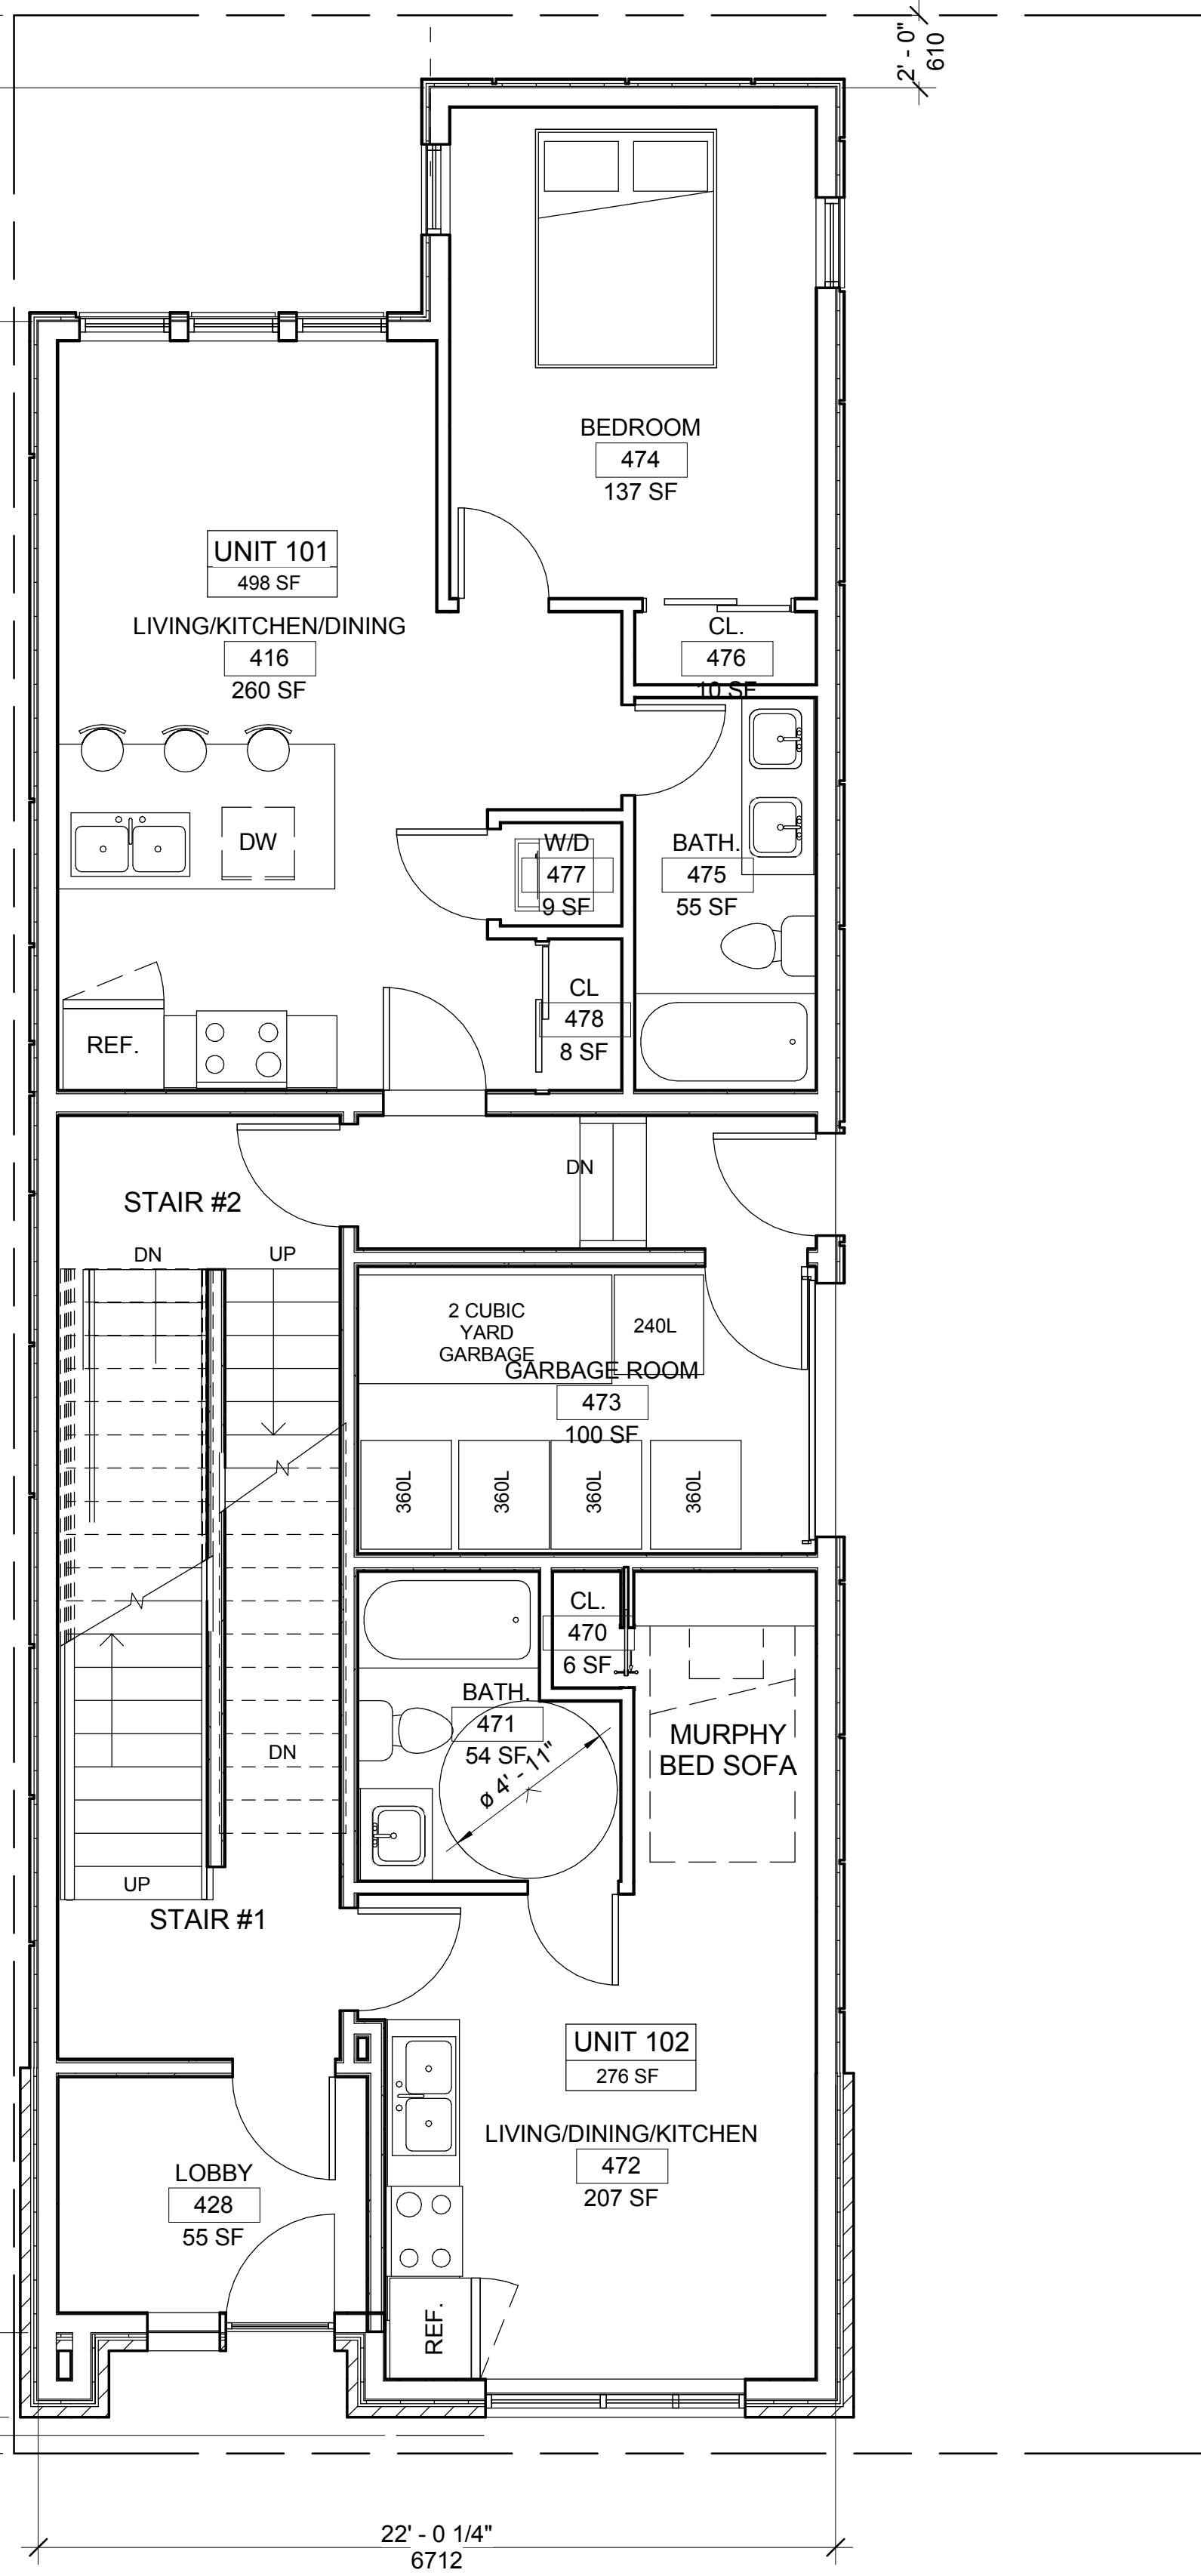 2' - 0"
610
BEDROOM
474
137 SF
UNIT 101
498 SF
LIVING/KITCHEN/DINING
416
260 SF
CL.
476
10 SF
DW
W/D
477
9 SF
BATH.
475
55 SF
CL
478
8 SF
REF.
DN
STAIR #2
DN
UP
2 CUBIC
YARD
GARBAGE
240L
GARBAGE ROOM
473
100 SF
360L
360L
360L
360L
N
N
CL.
470
6 SF
BATH.
471
54 SF
ø 4' - 11"
MURPHY
BED SOFA
DN
UP
STAIR #1
UNIT 102
276 SF
LIVING/DINING/KITCHEN
472
207 SF
LOBBY
428
55 SF
REF.
22' - 0 1/4"
6712